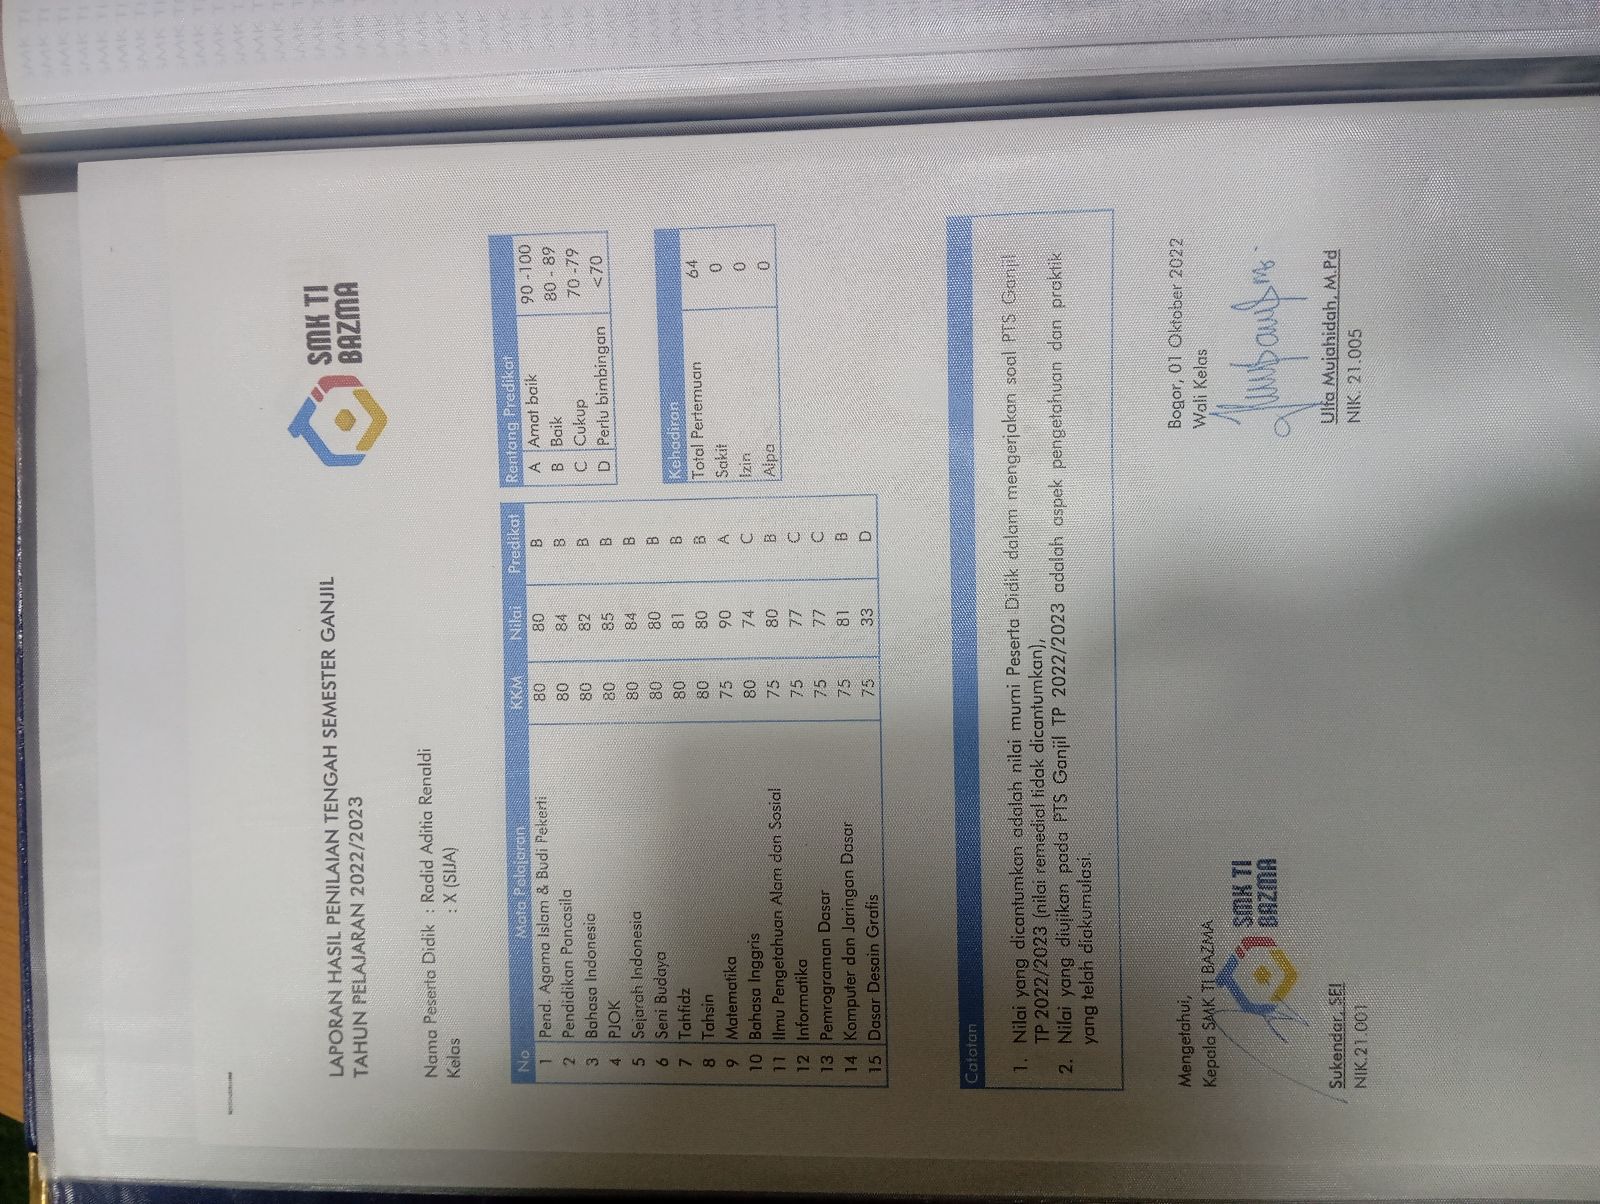 LAPORAN HASIL PENILAIAN TENGAH SEMESTER GANJIL
TAHUN PELAJARAN 2022/2023
SMK TI
BAZMA
Nama Peserta Didik : Radid Aditia Renaldi
Kelas : X (SIJA)
No Mata Pelajaran KKM Nilai Predikat
1 Pend. Agama Islam & Budi Pekerti 80 80 B
2 Pendidikan Pancasila 80 84 B
3 Bahasa Indonesia 80 82 B
4 PJOK 80 85 B
5 Sejarah Indonesia 80 84 B
6 Seni Budaya 80 80 B
7 Tahfidz 80 81 B
8 Tahsin 80 80 B
9 Matematika 75 90 A
10 Bahasa Inggris 80 74 C
11 Ilmu Pengetahuan Alam dan Sosial 75 80 B
12 Informatika 75 77 C
13 Pemrograman Dasar 75 77 C
14 Komputer dan Jaringan Dasar 75 81 B
15 Dasar Desain Grafis 75 33 D
Rentang Predikat
A Amat baik 90 -100
B Baik 80 - 89
C Cukup 70 -79
D Perlu bimbingan <70
Kehadiran
Total Pertemuan 64
Sakit 0
Izin 0
Alpa 0
Catatan
1. Nilai yang dicantumkan adalah nilai murni Peserta Didik dalam mengerjakan soal PTS Ganjil
TP 2022/2023 (nilai remedial tidak dicantumkan),
2. Nilai yang diujikan pada PTS Ganjil TP 2022/2023 adalah aspek pengetahuan dan praktik
yang telah diakumulasi.
Mengetahui,
Kepala SMK TI BAZMA
SMK TI
BAZMA
Sukendar, SEI
NIK.21.001
Bogor, 01 Oktober 2022
Wali Kelas
Ulfa Mujahidah, M.Pd
NIK. 21.005